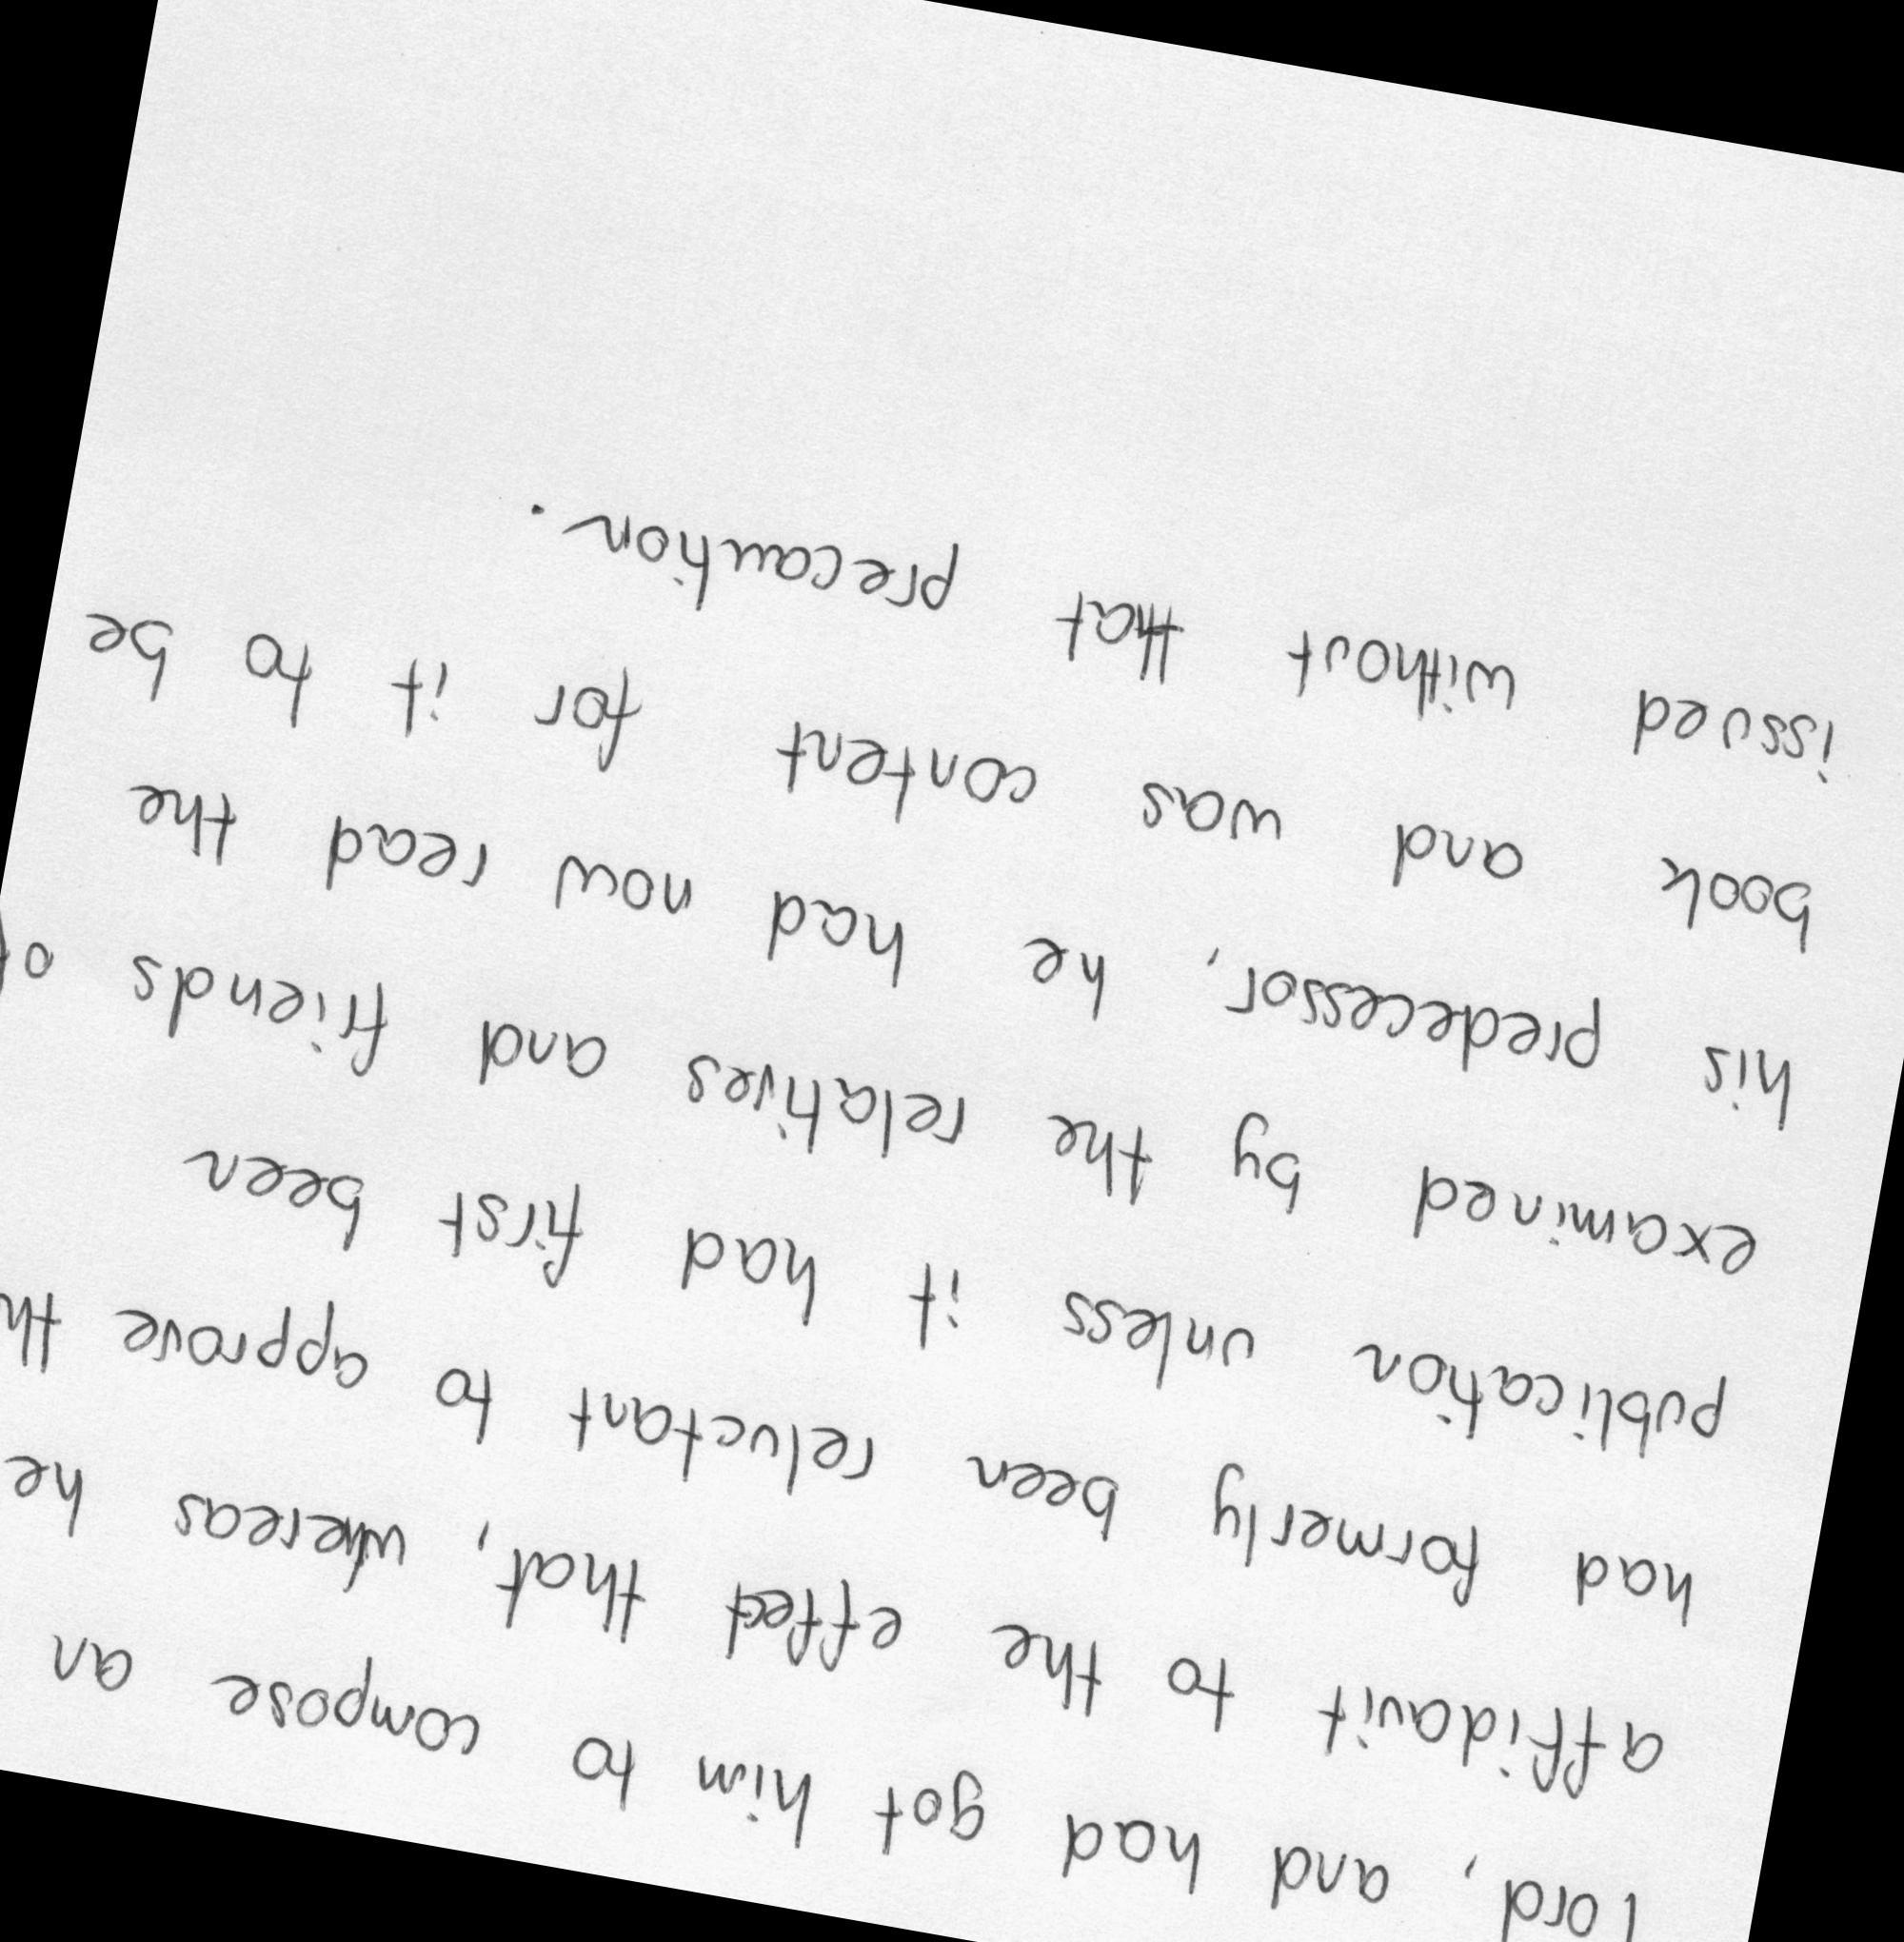 Lord, and had got him to compose an
affidavit to the effect that, whereas he
had formerly been reluctant to approve
publication unless it had first been
examined by the relatives and friends of
his predecessor, he had now read the
book and was content for it to be
issued without that precaution.